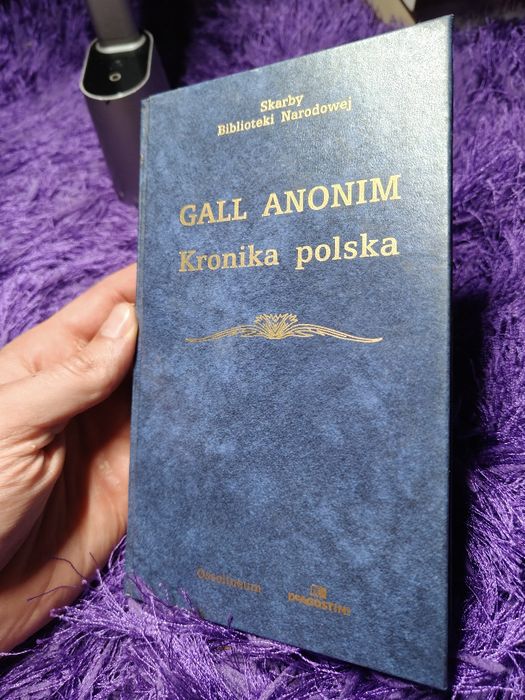 Skarby
Biblioteki Narodowej
GALL ANONIM
Kronika polska
Ossolineum
DeAGOSTINI